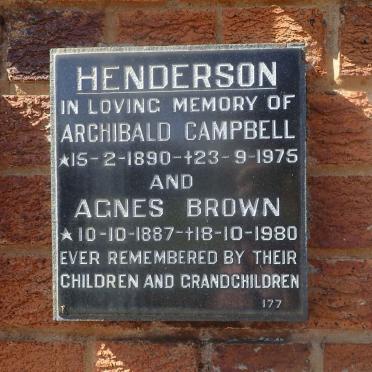 HENDERSON
IN LOVING MEMORY OF
ARCHIBALD CAMPBELL
★15-2-1890-✝23-9-1975
AND
AGNES BROWN
★10-10-1887-✝18-10-1980
EVER REMEMBERED BY THEIR
CHILDREN AND GRANDCHILDREN
177